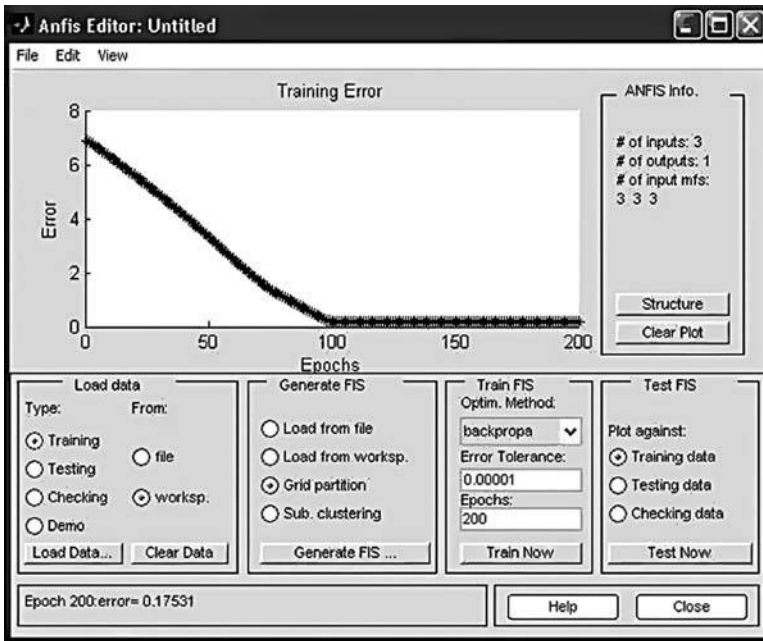 Anfis Editor: Untitled
File Edit View
Training Error
8
6
4
2
0
Error
0 50 100 150 200
Epochs
ANFIS Info.
# of inputs: 3
# of outputs: 1
# of input mfs:
3 3 3
Structure
Clear Plot
Load data
Type: From:
Training
Testing
Checking
Demo
file
worksp.
Load Data... Clear Data
Generate FIS
Load from file
Load from worksp.
Grid partition
Sub. clustering
Generate FIS ...
Train FIS
Optim. Method:
backpropa
Error Tolerance:
0.00001
Epochs:
200
Train Now
Test FIS
Plot against:
Training data
Testing data
Checking data
Test Now
Epoch 200:error= 0.17531
Help Close